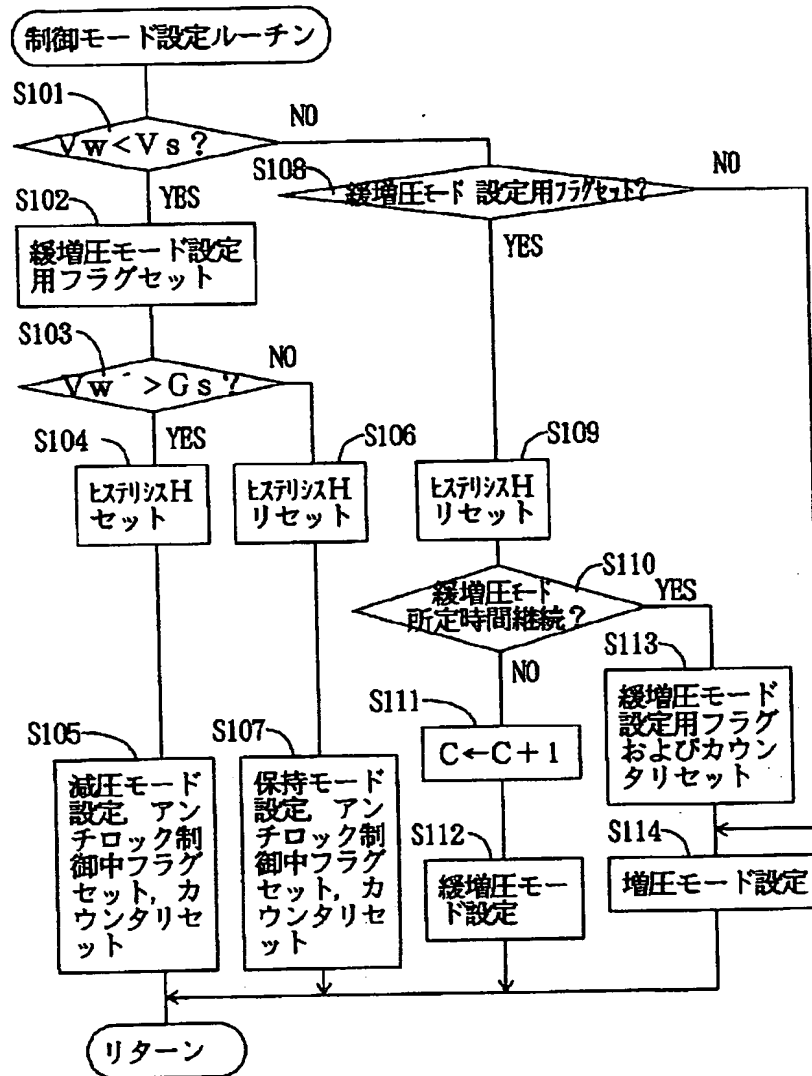 制御モード設定ルーチン
S101
Vw<Vs?
NO
YES
S108
緩増圧モード 設定用フラグセット?
NO
YES
S102
緩増圧モード設定
用フラグセット
S103
Vw˙>Gs?
NO
YES
S104
ヒステリシスH
セット
S106
ヒステリシスH
リセット
S109
ヒステリシスH
リセット
S110
緩増圧モード
所定時間継続?
YES
NO
S113
緩増圧モード
設定用フラグ
およびカウン
タリセット
S111
C←C+1
S105
減圧モード
設定, アン
チロック制
御中フラグ
セット, カ
ウンタリセ
ット
S107
保持モード
設定, アン
チロック制
御中フラグ
セット, カ
ウンタリセ
ット
S112
緩増圧モー
ド設定
S114
増圧モード設定
リターン